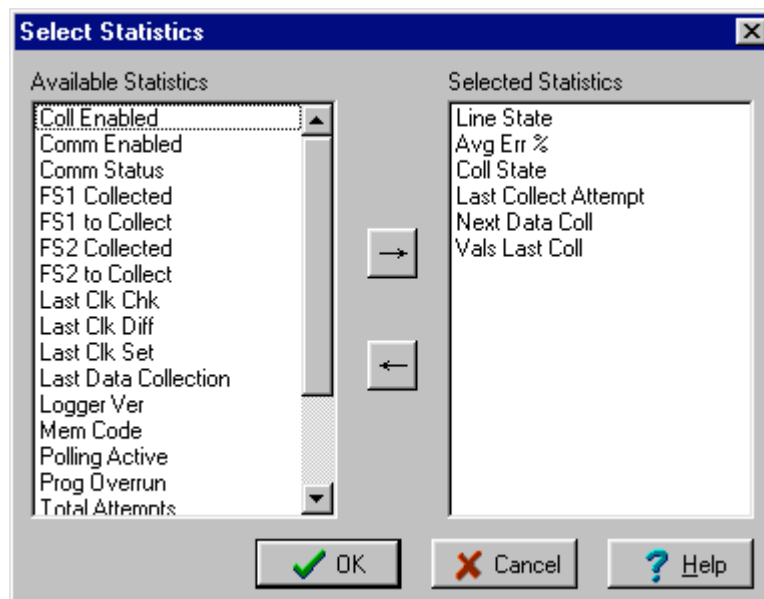 Select Statistics
Available Statistics
Coll Enabled
Comm Enabled
Comm Status
FS1 Collected
FS1 to Collect
FS2 Collected
FS2 to Collect
Last Clk Chk
Last Clk Diff
Last Clk Set
Last Data Collection
Logger Ver
Mem Code
Polling Active
Prog Overrun
Total Attempts
Selected Statistics
Line State
Avg Err %
Coll State
Last Collect Attempt
Next Data Coll
Vals Last Coll
OK
Cancel
Help